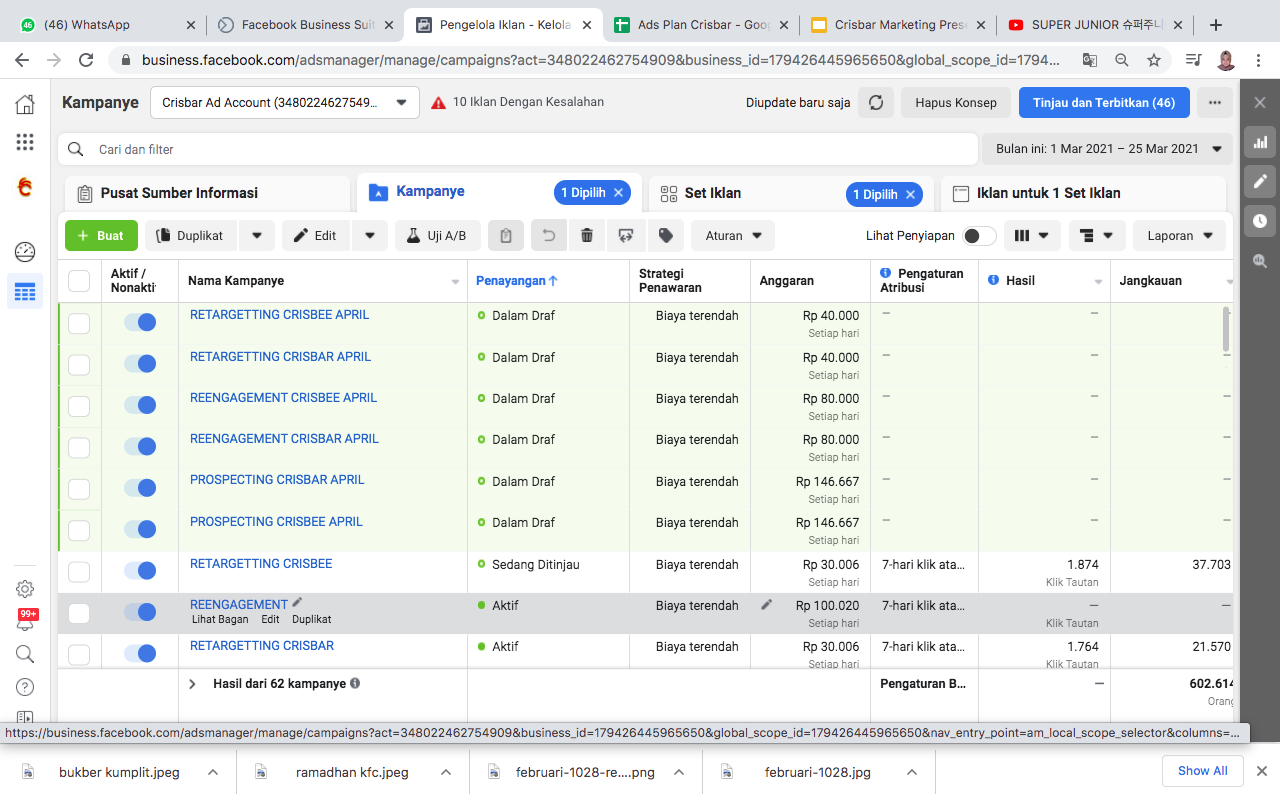 (46) WhatsApp
Facebook Business Suit
Pengelola Iklan - Kelola
Ads Plan Crisbar - Goog
Crisbar Marketing Prese
SUPER JUNIOR 슈퍼주니
business.facebook.com/adsmanager/manage/campaigns?act=348022462754909&business_id=179426445965650&global_scope_id=1794...
Kampanye
Crisbar Ad Account (3480224627549...
10 Iklan Dengan Kesalahan
Diupdate baru saja
Hapus Konsep
Tinjau dan Terbitkan (46)
Cari dan filter
Bulan ini: 1 Mar 2021 – 25 Mar 2021
Pusat Sumber Informasi
Kampanye
1 Dipilih
Set Iklan
1 Dipilih
Iklan untuk 1 Set Iklan
Buat
Duplikat
Edit
Uji A/B
Aturan
Lihat Penyiapan
Laporan
Aktif / Nonakti
Nama Kampanye
Penayangan
Strategi Penawaran
Anggaran
Pengaturan Atribusi
Hasil
Jangkauan
RETARGETTING CRISBEE APRIL Dalam Draf Biaya terendah Rp 40.000 — — —
Setiap hari
RETARGETTING CRISBAR APRIL Dalam Draf Biaya terendah Rp 40.000 — — —
Setiap hari
REENGAGEMENT CRISBEE APRIL Dalam Draf Biaya terendah Rp 80.000 — — —
Setiap hari
REENGAGEMENT CRISBAR APRIL Dalam Draf Biaya terendah Rp 80.000 — — —
Setiap hari
PROSPECTING CRISBAR APRIL Dalam Draf Biaya terendah Rp 146.667 — — —
Setiap hari
PROSPECTING CRISBEE APRIL Dalam Draf Biaya terendah Rp 146.667 — — —
Setiap hari
RETARGETTING CRISBEE Sedang Ditinjau Biaya terendah Rp 30.006 7-hari klik ata... 1.874 37.703
Setiap hari Klik Tautan
REENGAGEMENT Aktif Biaya terendah Rp 100.020 7-hari klik ata... — —
Lihat Bagan Edit Duplikat Setiap hari Klik Tautan
RETARGETTING CRISBAR Aktif Biaya terendah Rp 30.006 7-hari klik ata... 1.764 21.570
Setiap hari Klik Tautan
Hasil dari 62 kampanye Pengaturan B... — 602.614
Orang
99+
https://business.facebook.com/adsmanager/manage/campaigns?act=348022462754909&business_id=179426445965650&global_scope_id=179426445965650&nav_entry_point=am_local_scope_selector&columns=...
bukber kumplit.jpeg
ramadhan kfc.jpeg
februari-1028-re....png
februari-1028.jpg
Show All